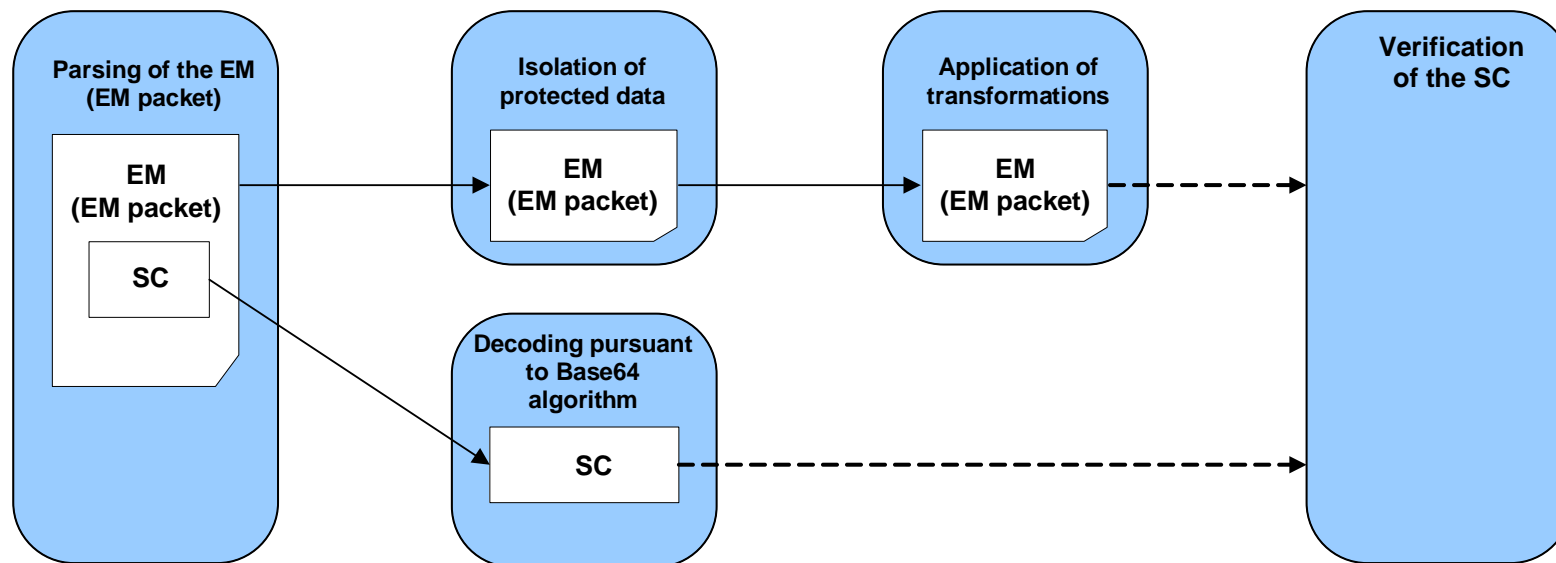 Parsing of the EM
(EM packet)
EM
(EM packet)
SC
Isolation of
protected data
EM
(EM packet)
Application of
transformations
EM
(EM packet)
Decoding pursuant
to Base64
algorithm
SC
Verification
of the SC